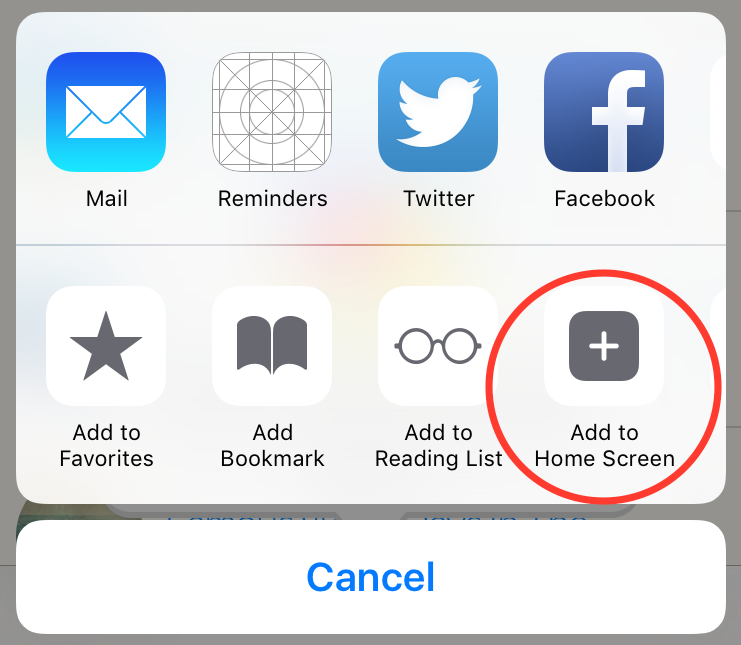 Mail
Reminders
Twitter
Facebook
Add to
Favorites
Add
Bookmark
Add to
Reading List
Add to
Home Screen
Cancel